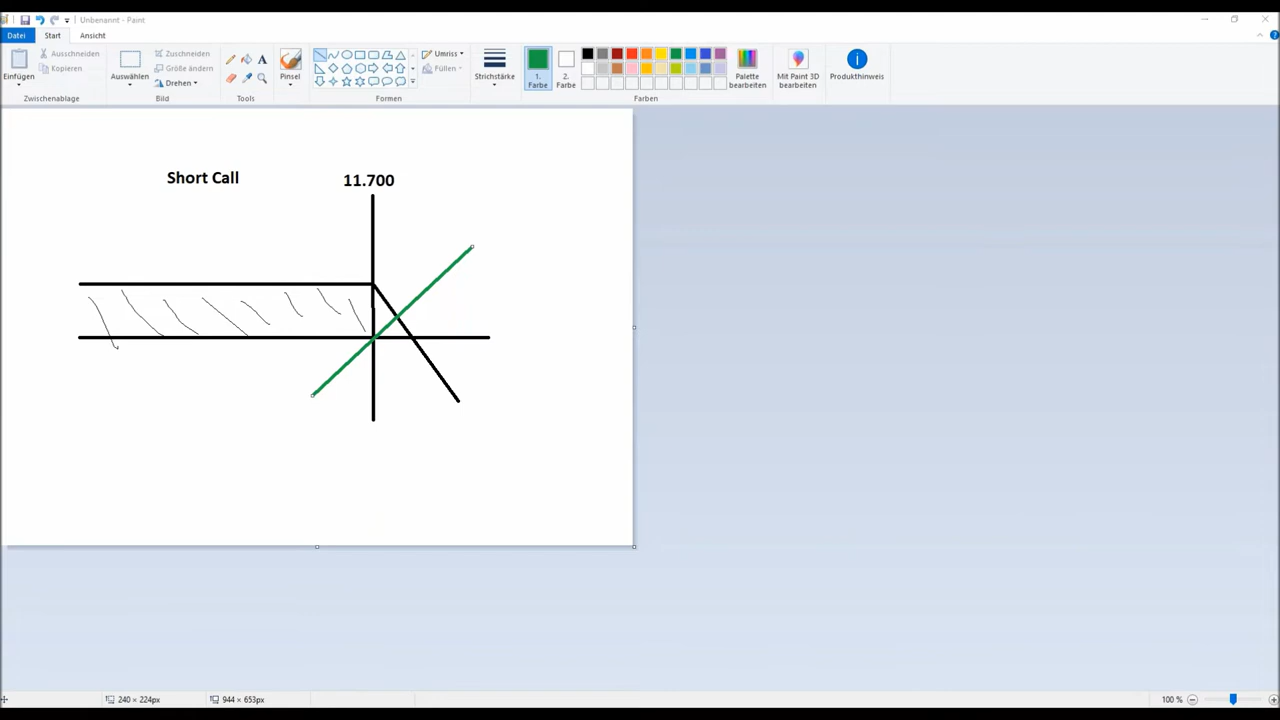 Unbenannt - Paint
Datei Start Ansicht
Einfügen
Ausschneiden
Kopieren
Zwischenablage
Auswählen
Zuschneiden
Größe ändern
Drehen
Bild
Tools
Pinsel
Formen
Umriss
Füllen
Strichstärke
1.
Farbe
2.
Farbe
Farben
Palette
bearbeiten
Mit Paint 3D
bearbeiten
Produkthinweis
Short Call
11.700
240 × 224px
944 × 653px
100 %